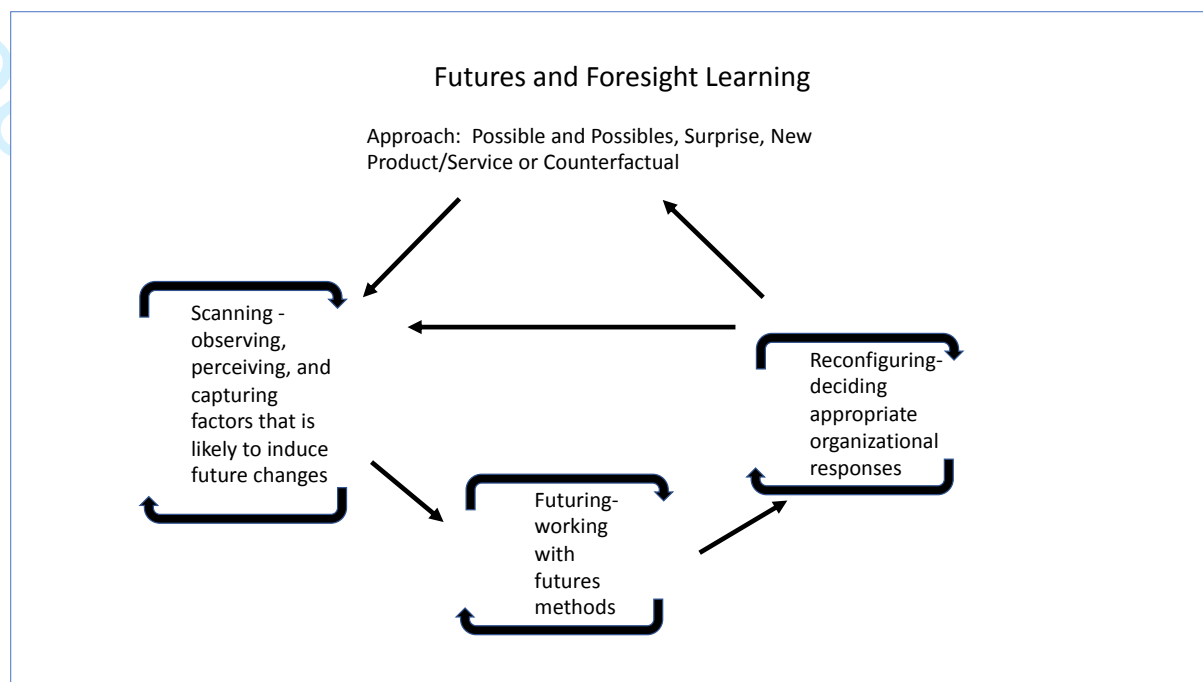 Futures and Foresight Learning
Approach:  Possible and Possibles, Surprise, New
Product/Service or Counterfactual
Scanning -
observing,
perceiving, and
capturing
factors that is
likely to induce
future changes
Futuring-
working
with
futures
methods
Reconfiguring-
deciding
appropriate
organizational
responses